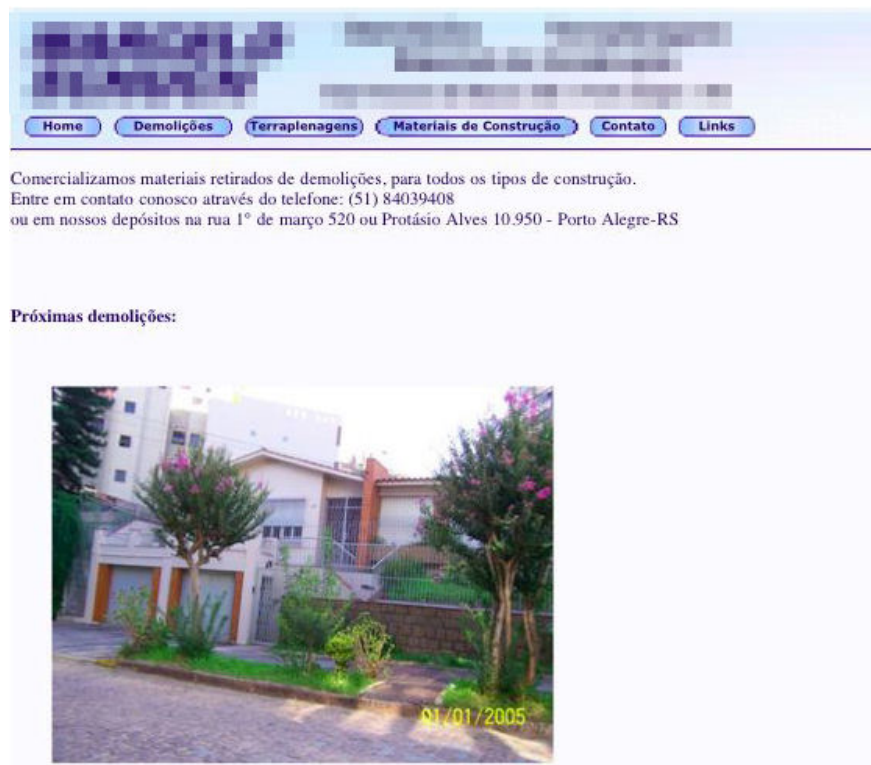 Home Demolições Terraplenagens Materiais de Construção Contato Links
Comercializamos materiais retirados de demolições, para todos os tipos de construção.
Entre em contato conosco através do telefone: (51) 84039408
ou em nossos depósitos na rua 1° de março 520 ou Protásio Alves 10.950 - Porto Alegre-RS
Próximas demolições:
01/01/2005